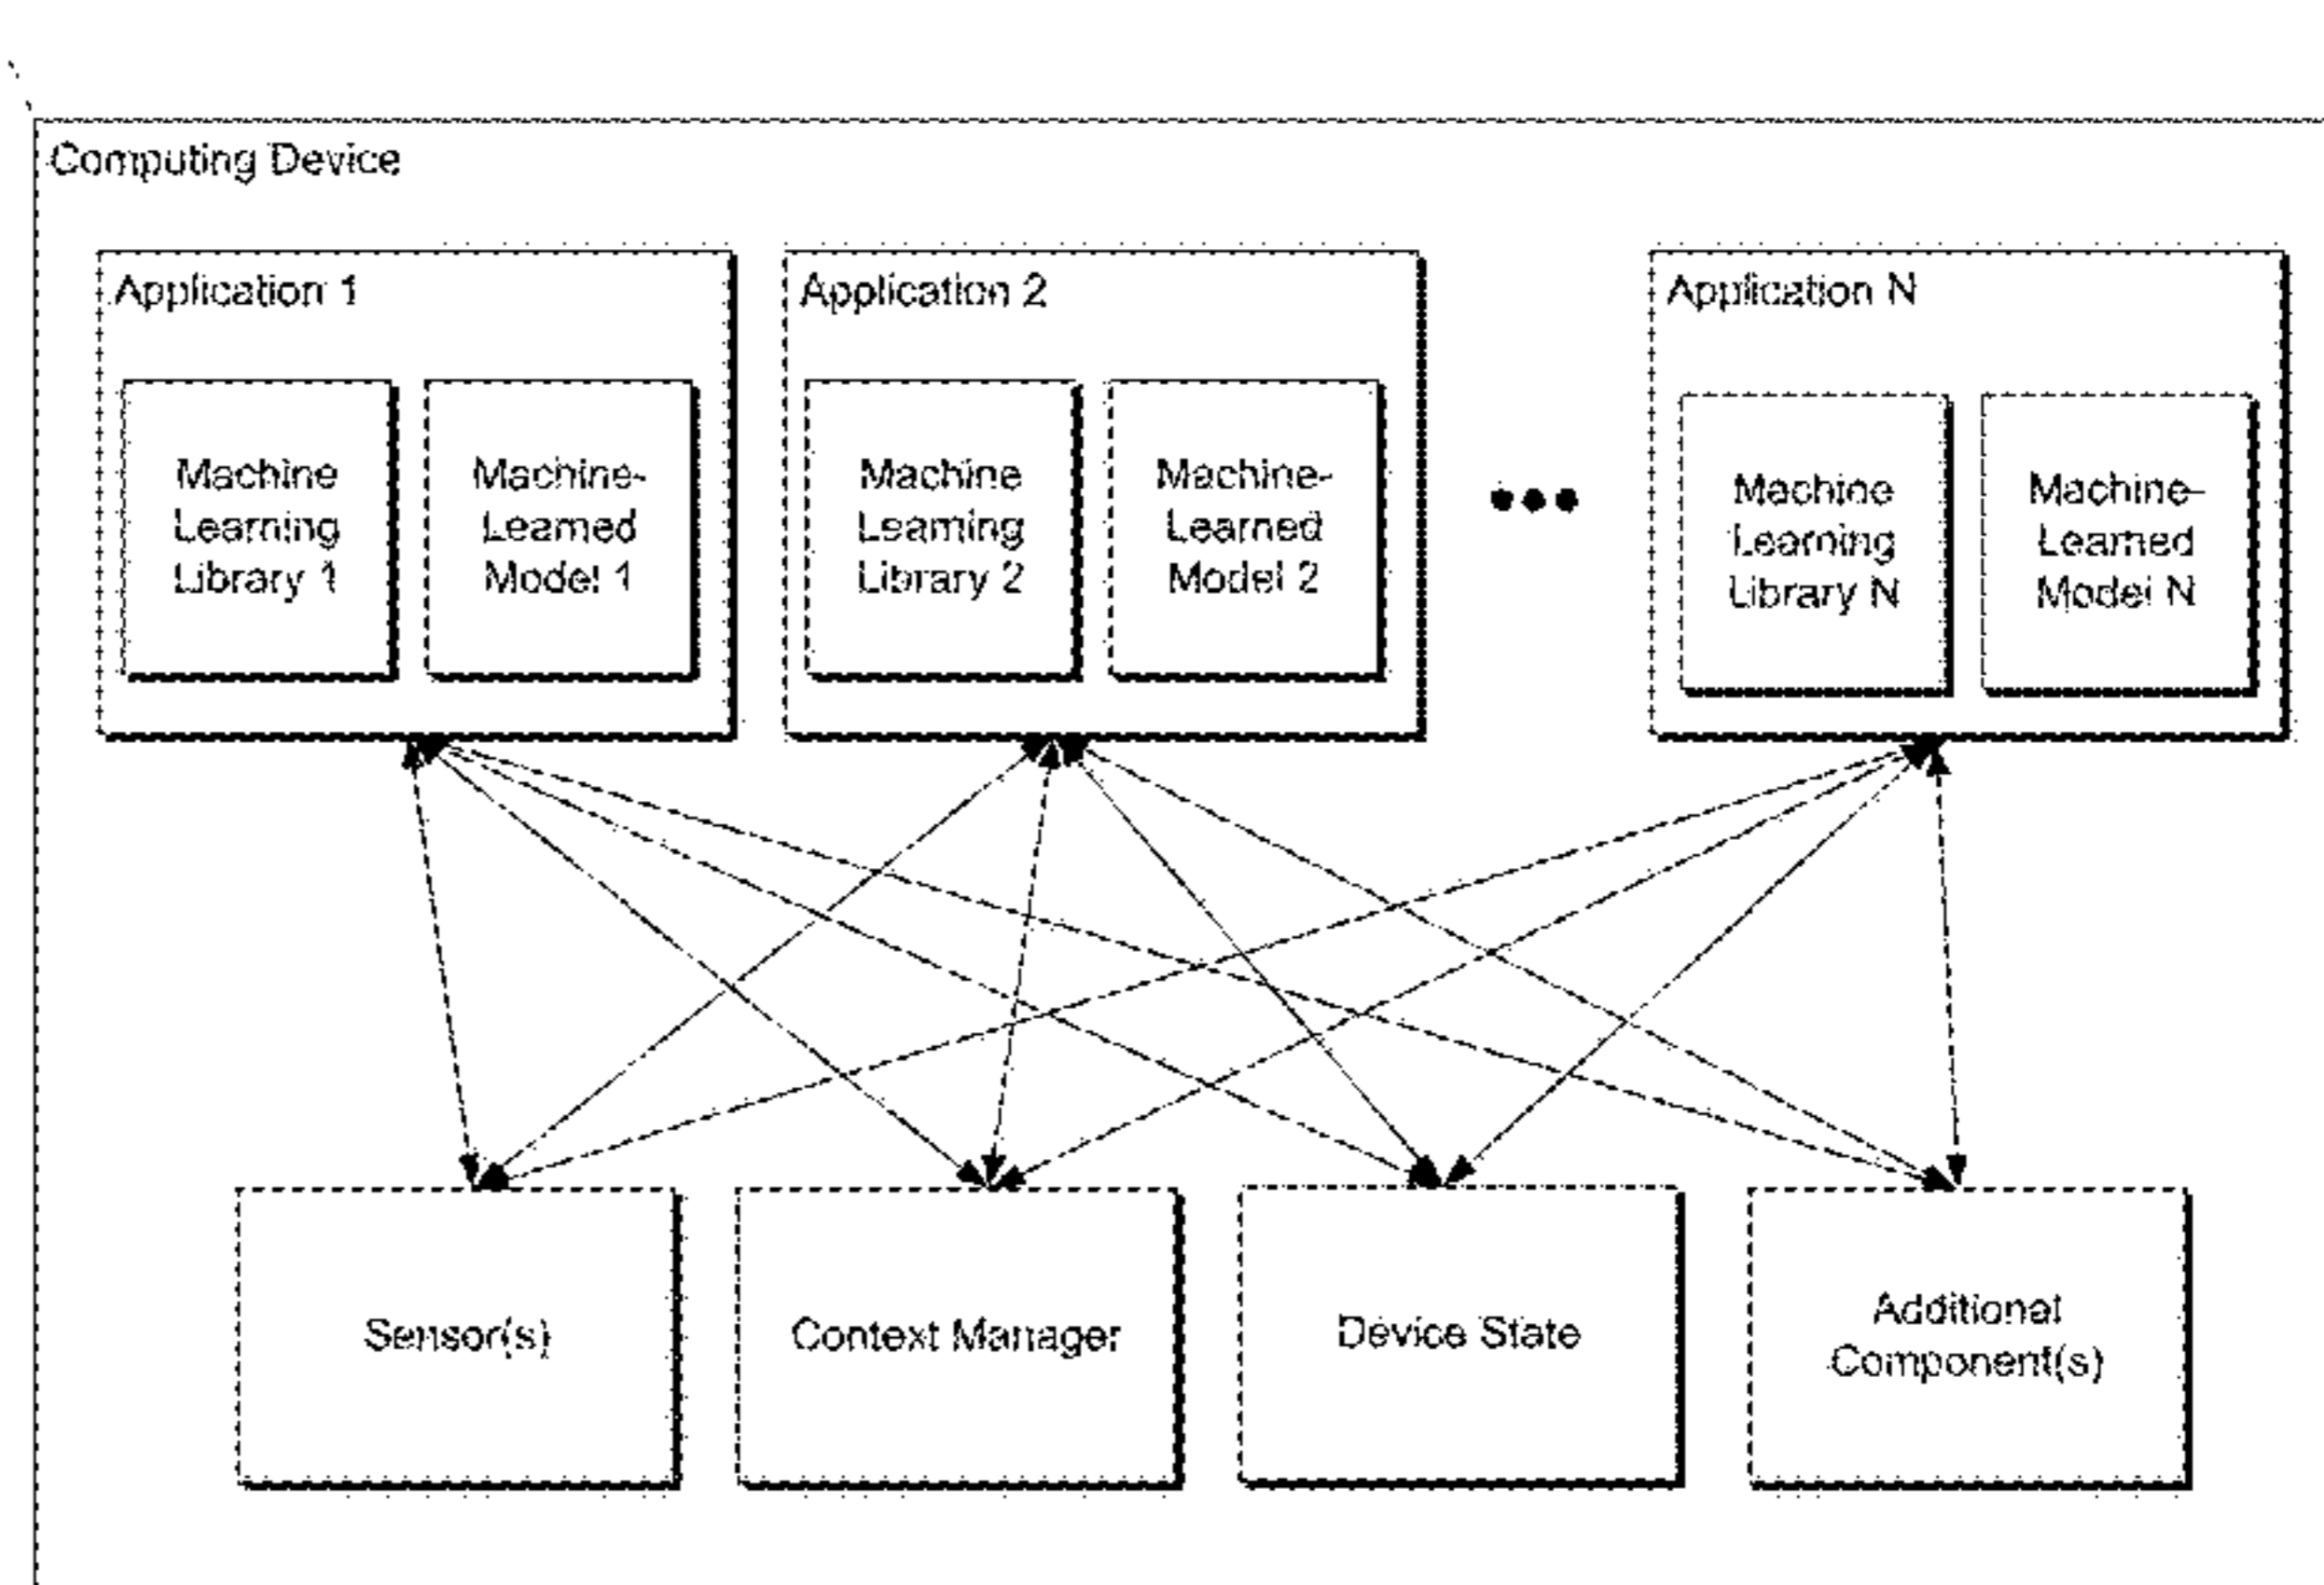 Computing Device
Application 1
Machine
Learning
Library 1
Machine-
Learned
Model 1
Application 2
Machine
Learning
Library 2
Machine-
Learned
Model 2
Application N
Machine
Learning
Library N
Machine-
Learned
Model N
Sensor(s)
Context Manager
Device State
Additional
Component(s)